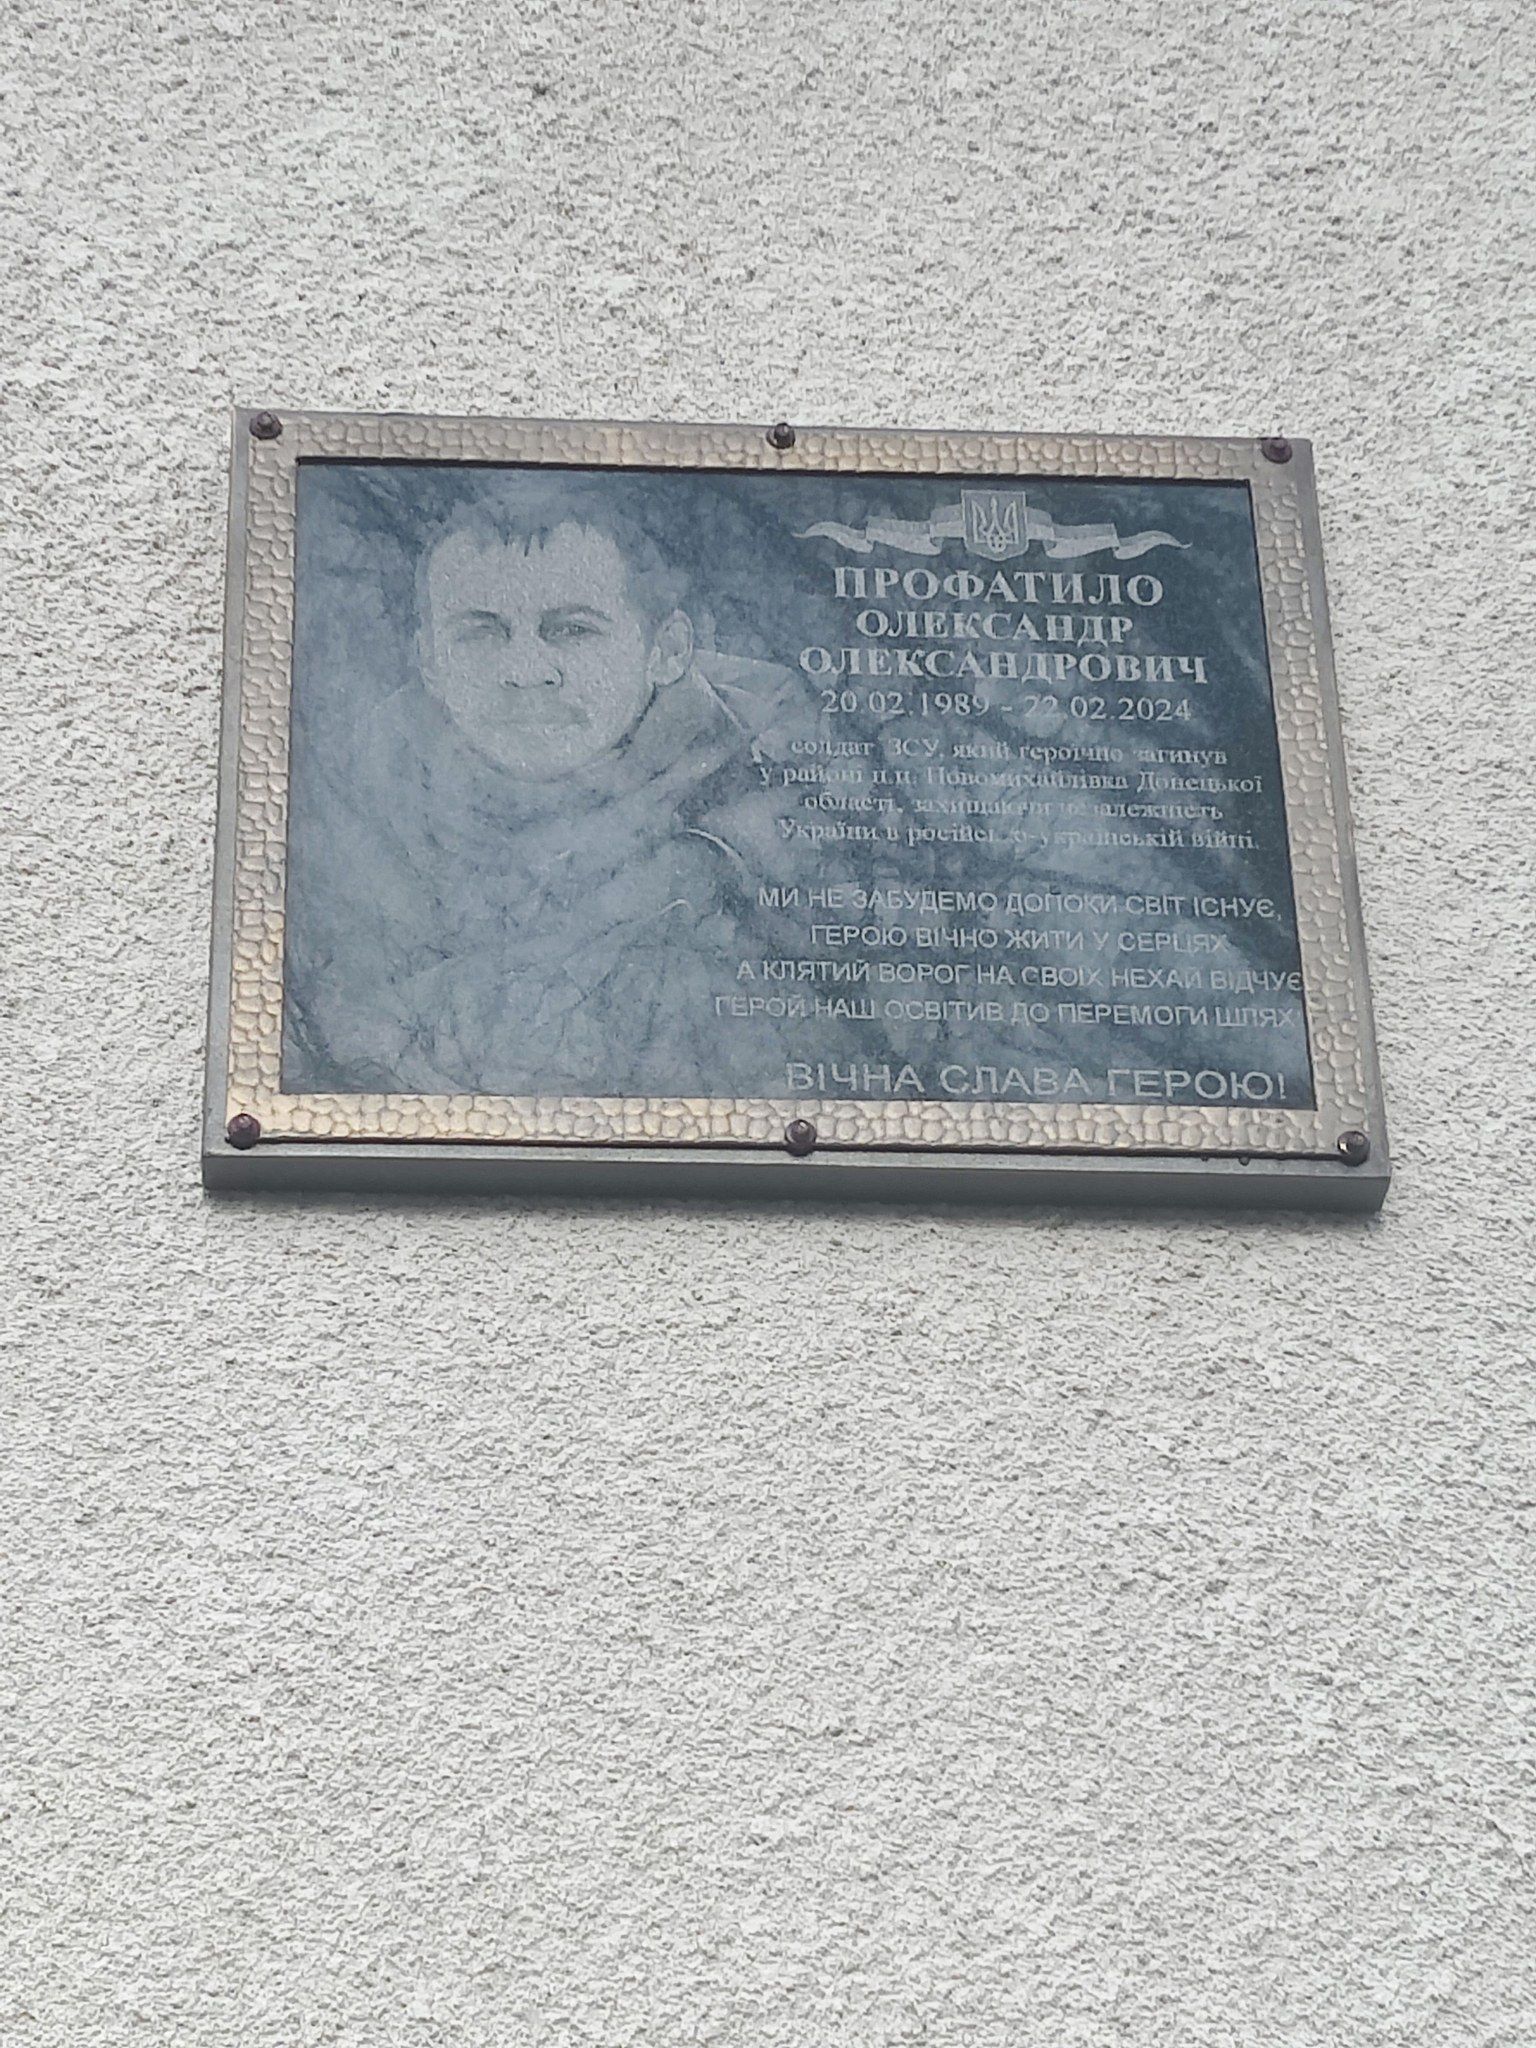 ПРОФАТИЛО
ОЛЕКСАНДР
ОЛЕКСАНДРОВИЧ
20.02.1989 - 22.02.2024
солдат ЗСУ, який героїчно загинув
у районі н.п. Новомихайлівка Донецької
області, захищаючи незалежність
України в російсько-українській війні.
МИ НЕ ЗАБУДЕМО ДОПОКИ СВІТ ІСНУЄ,
ГЕРОЮ ВІЧНО ЖИТИ У СЕРЦЯХ
А КЛЯТИЙ ВОРОГ НА СВОЇХ НЕХАЙ ВІДЧУЄ
ГЕРОЙ НАШ ОСВІТИВ ДО ПЕРЕМОГИ ШЛЯХ
ВІЧНА СЛАВА ГЕРОЮ!